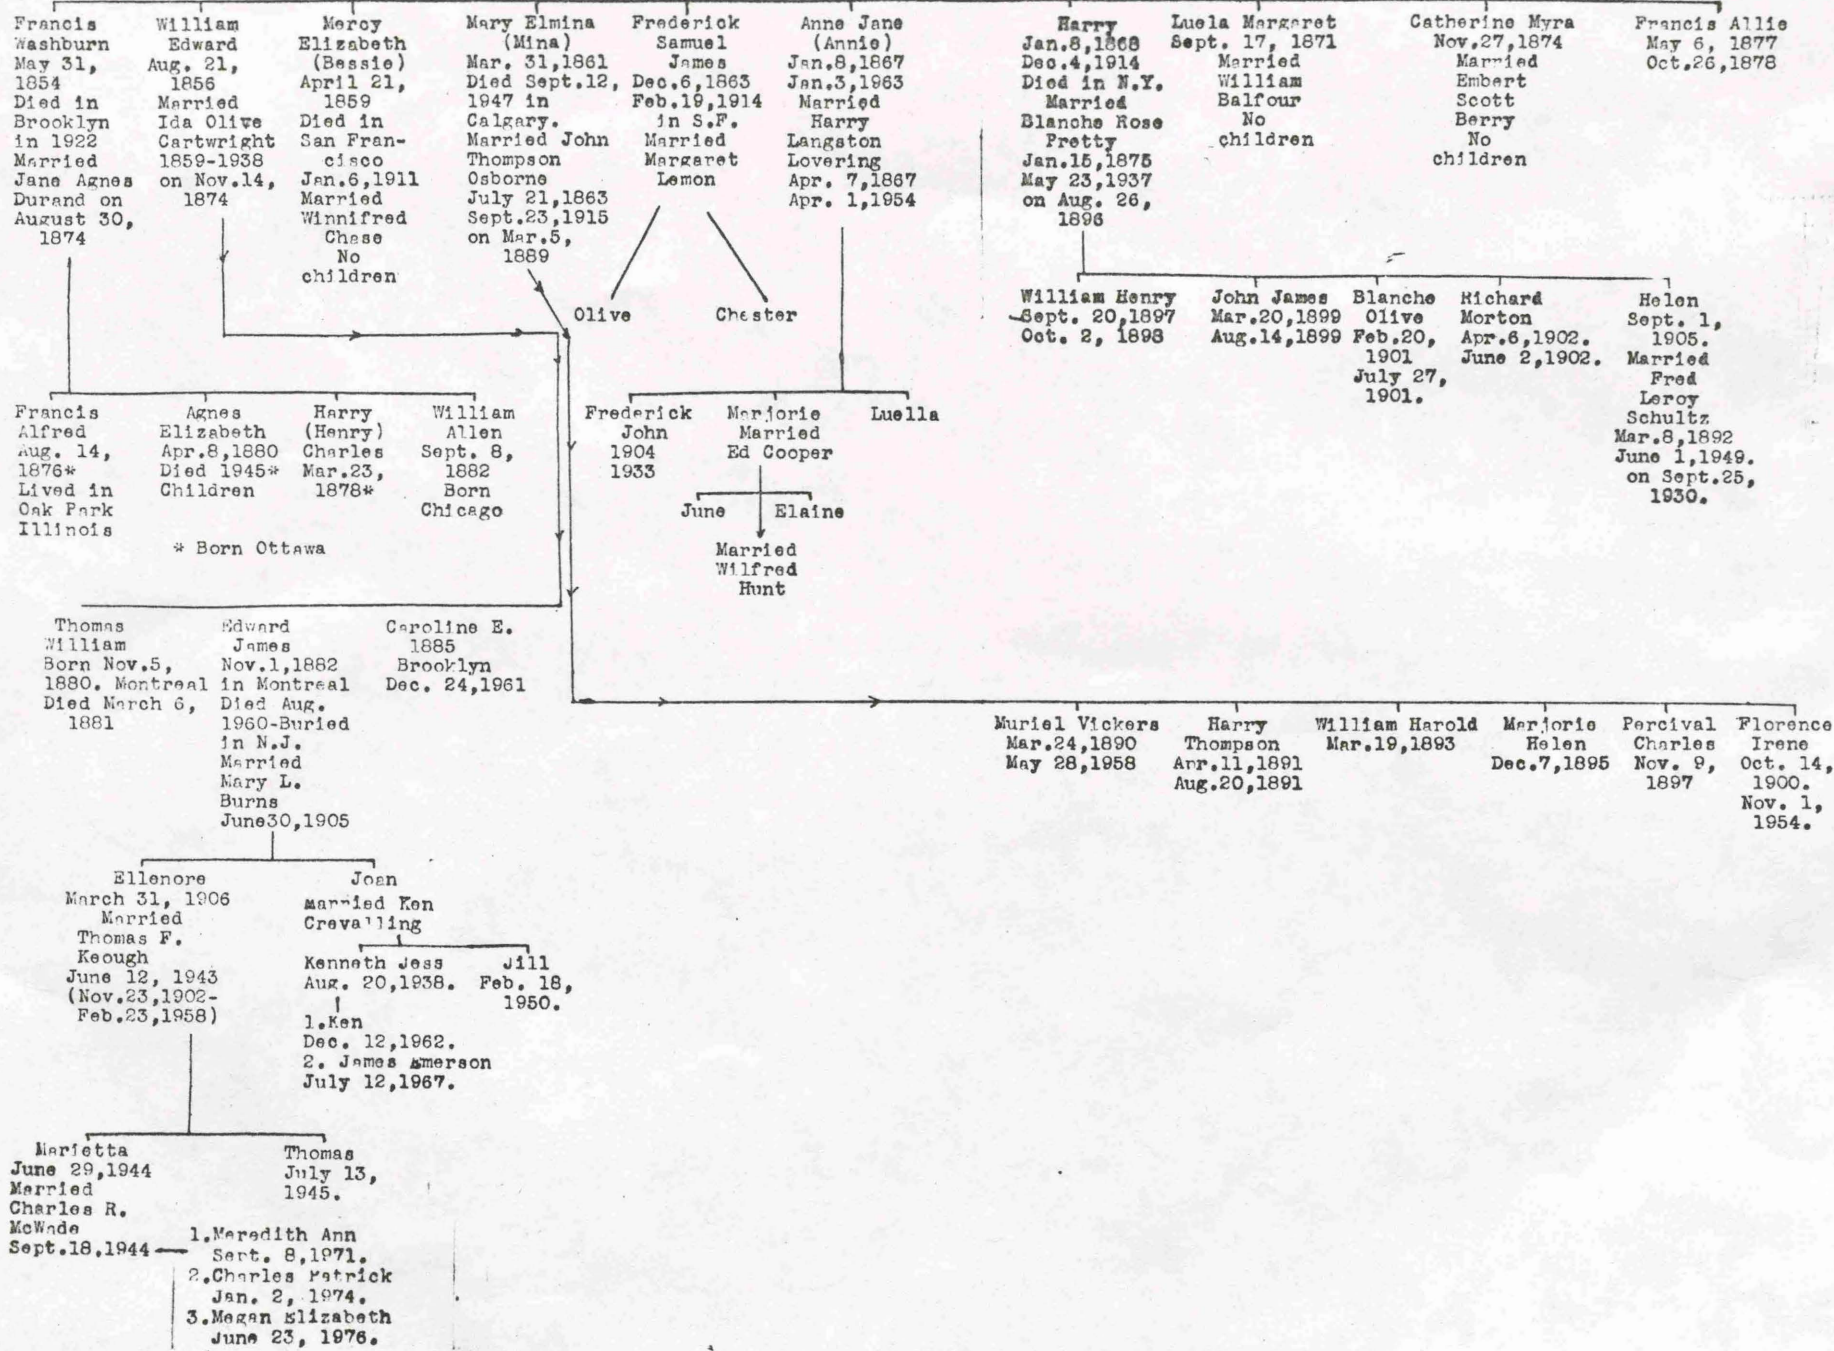 Francis
Washburn
May 31,
1854
Died in
Brooklyn
in 1922
Married
Jane Agnes
Durand on
August 30,
1874
William
Edward
Aug. 21,
1856
Married
Ida Olive
Cartwright
1859-1938
on Nov.14,
1874
Mercy
Elizabeth
(Bessie)
April 21,
1859
Died in
San Fran-
cisco
Jan.6,1911
Married
Winnifred
Chase
No
children
Mary Elmina
(Mina)
Mar. 31,1861
Died Sept.12,
1947 in
Calgary.
Married John
Thompson
Osborne
July 21,1863
Sept.23,1915
on Mar.5,
1889
Frederick
Samuel
James
Dec.6,1863
Feb.19,1914
in S.F.
Married
Margaret
Lemon
Anne Jane
(Annie)
Jan.8,1867
Jan.3,1963
Married
Harry
Langston
Lovering
Apr. 7,1867
Apr. 1,1954
Harry
Jan.8,1868
Dec.4,1914
Died in N.Y.
Married
Blanche Rose
Pretty
Jan.15,1875
May 23,1937
on Aug. 26,
1896
Luela Margaret
Sept. 17, 1871
Married
William
Balfour
No
children
Catherine Myra
Nov.27,1874
Married
Embert
Scott
Berry
No
children
Francis Allie
May 6, 1877
Oct.26,1878
Olive
Chester
William Henry
Sept. 20,1897
Oct. 2, 1898
John James
Mar.20,1899
Aug.14,1899
Blanche
Olive
Feb.20,
1901
July 27,
1901.
Richard
Morton
Apr.6,1902.
June 2,1902.
Helen
Sept. 1,
1905.
Married
Fred
Leroy
Schultz
Mar.8,1892
June 1,1949.
on Sept.25,
1930.
Francis
Alfred
Aug. 14,
1876*
Lived in
Oak Park
Illinois
Agnes
Elizabeth
Apr.8,1880
Died 1945*
Children
Harry
(Henry)
Charles
Mar.23,
1878*
William
Allen
Sept. 8,
1882
Born
Chicago
* Born Ottawa
Frederick
John
1904
1933
Marjorie
Married
Ed Cooper
Luella
June
Elaine
Married
Wilfred
Hunt
Thomas
William
Born Nov.5,
1880. Montreal
Died March 6,
1881
Edward
James
Nov.1,1882
in Montreal
Died Aug.
1960-Buried
in N.J.
Married
Mary L.
Burns
June30,1905
Caroline E.
1885
Brooklyn
Dec. 24,1961
Muriel Vickers
Mar.24,1890
May 28,1958
Harry
Thompson
Apr.11,1891
Aug.20,1891
William Harold
Mar.19,1893
Marjorie
Helen
Dec.7,1895
Percival
Charles
Nov. 9,
1897
Florence
Irene
Oct. 14,
1900.
Nov. 1,
1954.
Ellenore
March 31, 1906
Married
Thomas F.
Keough
June 12, 1943
(Nov.23,1902-
Feb.23,1958)
Joan
Married Ken
Crevalling
Kenneth Jess
Aug. 20,1938.
Jill
Feb. 18,
1950.
1.Ken
Dec. 12,1962.
2. James Emerson
July 12,1967.
Marietta
June 29,1944
Married
Charles R.
McWade
Sept.18,1944
Thomas
July 13,
1945.
1.Meredith Ann
Sept. 8,1971.
2.Charles Patrick
Jan. 2, 1974.
3.Megan Elizabeth
June 23, 1976.